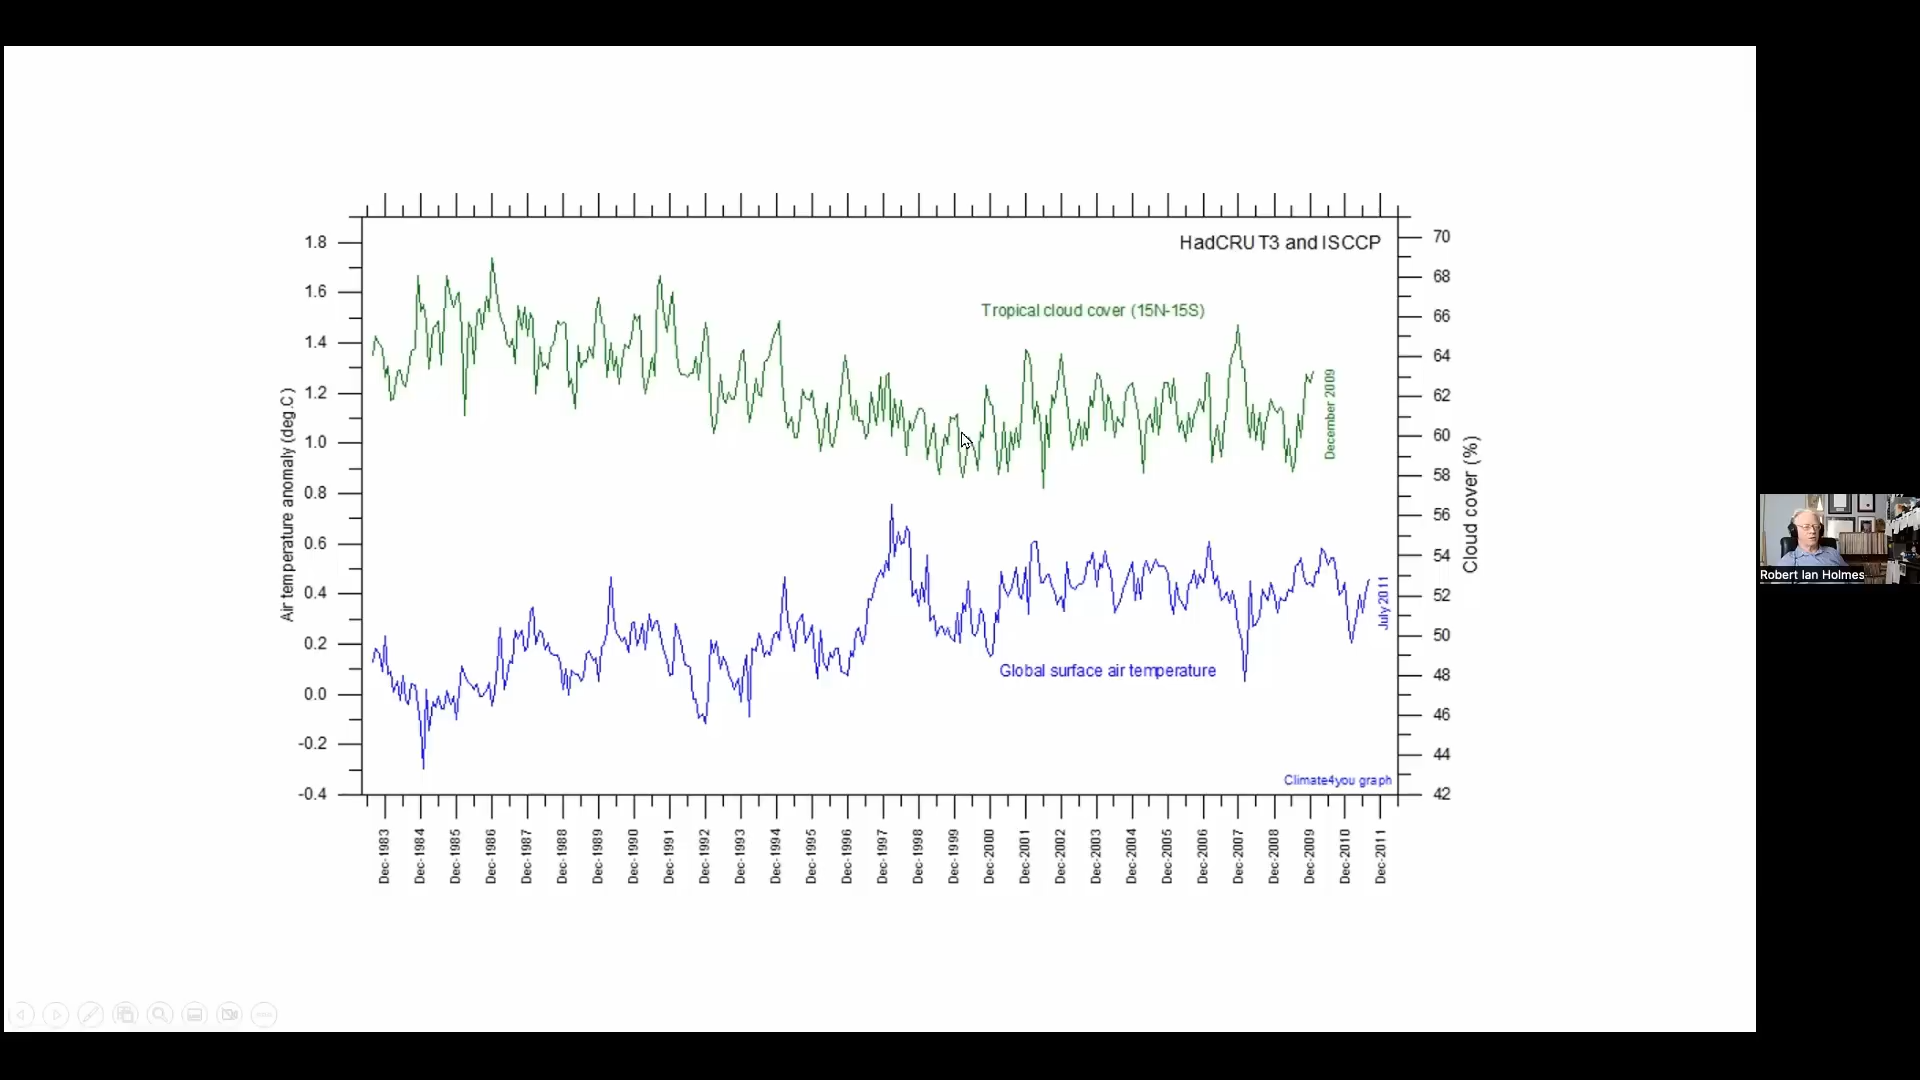 HadCRUT3 and ISCCP
Tropical cloud cover (15N-15S)
Global surface air temperature
Climate4you graph
December 2009
July 2011
Air temperature anomaly (deg.C)
1.8
1.6
1.4
1.2
1.0
0.8
0.6
0.4
0.2
0.0
-0.2
-0.4
Cloud cover (%)
70
68
66
64
62
60
58
56
54
52
50
48
46
44
42
Dec-1983
Dec-1984
Dec-1985
Dec-1986
Dec-1987
Dec-1988
Dec-1989
Dec-1990
Dec-1991
Dec-1992
Dec-1993
Dec-1994
Dec-1995
Dec-1996
Dec-1997
Dec-1998
Dec-1999
Dec-2000
Dec-2001
Dec-2002
Dec-2003
Dec-2004
Dec-2005
Dec-2006
Dec-2007
Dec-2008
Dec-2009
Dec-2010
Dec-2011
Robert Ian Holmes